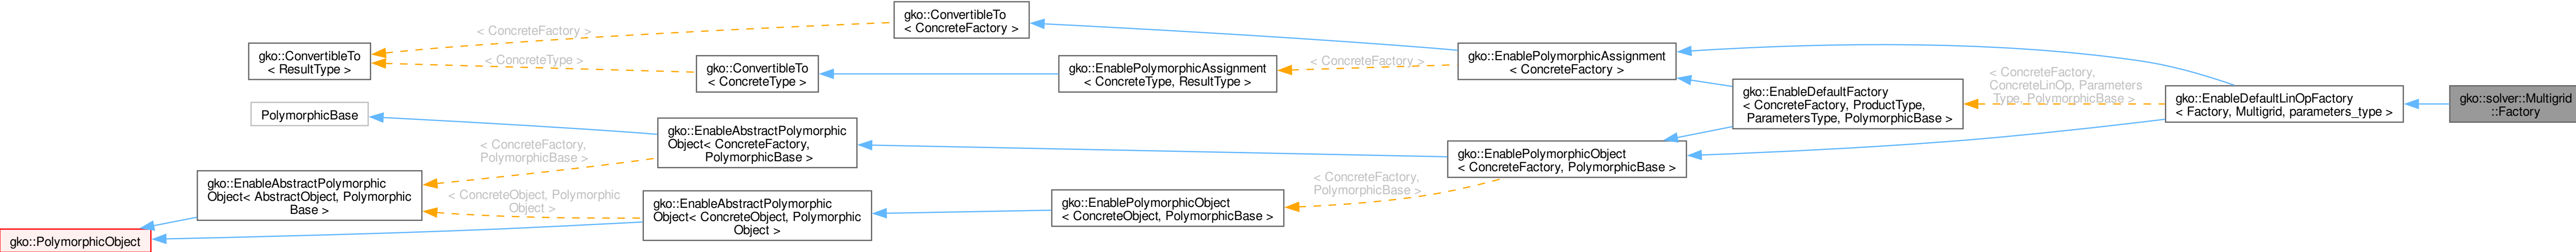 gko::ConvertibleTo
< ConcreteFactory >
< ConcreteFactory >
gko::ConvertibleTo
< ResultType >
< ConcreteType >
gko::ConvertibleTo
< ConcreteType >
gko::EnablePolymorphicAssignment
< ConcreteType, ResultType >
< ConcreteFactory >
gko::EnablePolymorphicAssignment
< ConcreteFactory >
PolymorphicBase
gko::EnableDefaultFactory
< ConcreteFactory, ProductType,
ParametersType, PolymorphicBase >
< ConcreteFactory,
ConcreteLinOp, Parameters
Type, PolymorphicBase >
gko::EnableDefaultLinOpFactory
< Factory, Multigrid, parameters_type >
gko::solver::Multigrid
::Factory
gko::EnableAbstractPolymorphic
Object< ConcreteFactory,
PolymorphicBase >
< ConcreteFactory,
PolymorphicBase >
gko::EnablePolymorphicObject
< ConcreteFactory, PolymorphicBase >
gko::EnableAbstractPolymorphic
Object< AbstractObject, Polymorphic
Base >
< ConcreteObject, Polymorphic
Object >
gko::EnableAbstractPolymorphic
Object< ConcreteObject, Polymorphic
Object >
gko::EnablePolymorphicObject
< ConcreteObject, PolymorphicBase >
< ConcreteFactory,
PolymorphicBase >
gko::PolymorphicObject